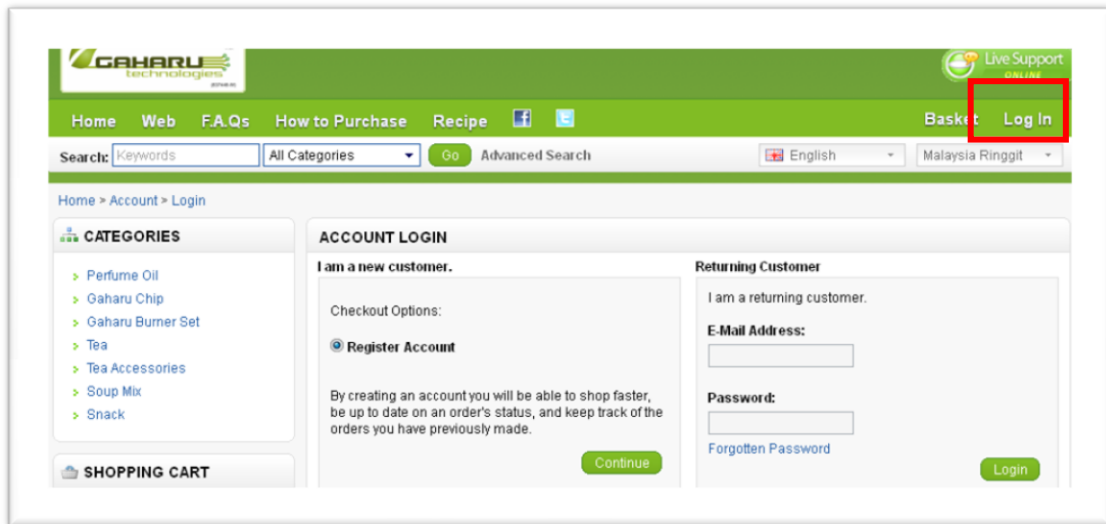 GAHARU
technologies
Live Support
ONLINE
Home Web F.A.Qs How to Purchase Recipe
Basket Log In
Search: Keywords All Categories Go Advanced Search English Malaysia Ringgit
Home > Account > Login
CATEGORIES
Perfume Oil
Gaharu Chip
Gaharu Burner Set
Tea
Tea Accessories
Soup Mix
Snack
SHOPPING CART
ACCOUNT LOGIN
I am a new customer.
Checkout Options:
Register Account
By creating an account you will be able to shop faster,
be up to date on an order's status, and keep track of the
orders you have previously made.
Continue
Returning Customer
I am a returning customer.
E-Mail Address:
Password:
Forgotten Password
Login